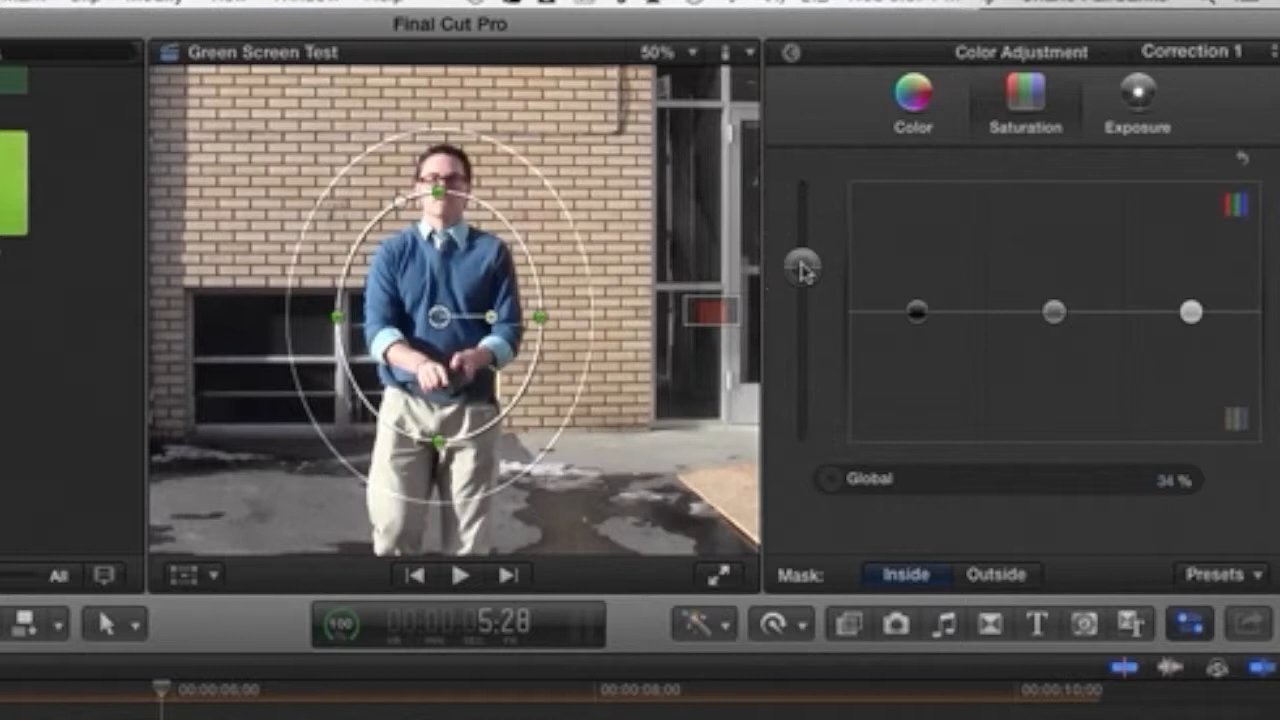 Final Cut Pro
Green Screen Test
50%
Color Adjustment
Correction 1
Color
Saturation
Exposure
Global
34 %
All
Mask:
Inside
Outside
Presets
100
5:28
00:00:06;00
00:00:08;00
00:00:10;00